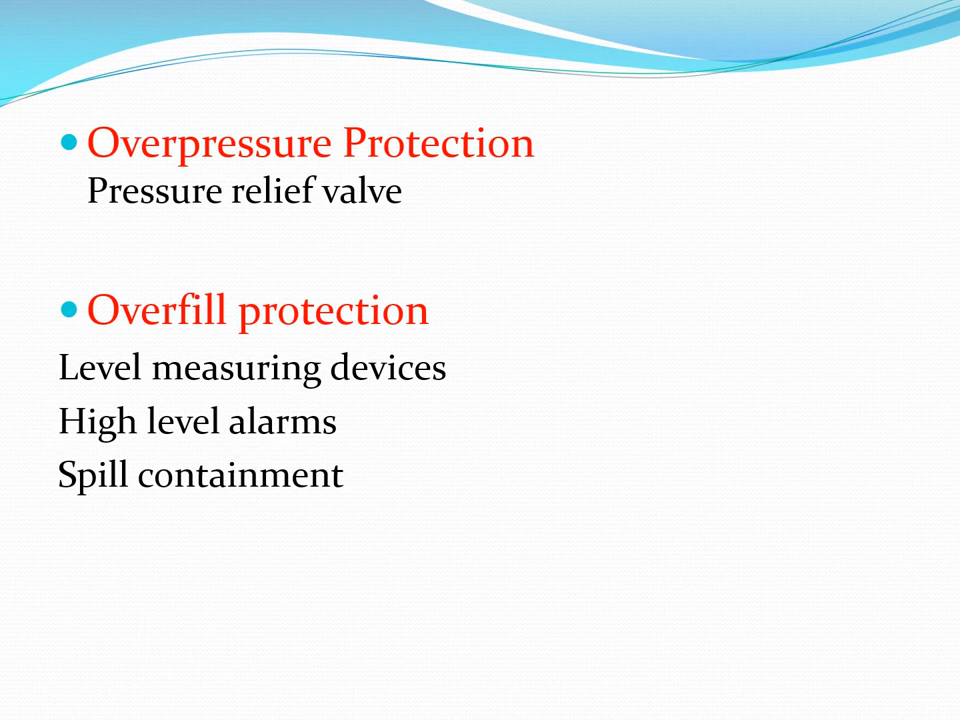 Overpressure Protection
Pressure relief valve
Overfill protection
Level measuring devices
High level alarms
Spill containment